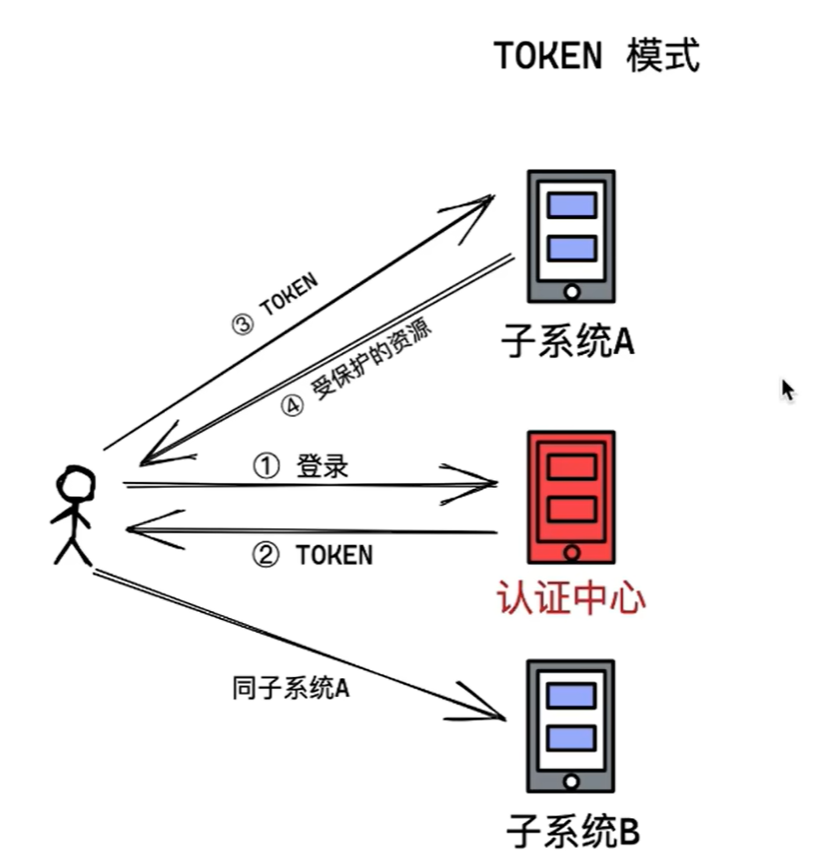 TOKEN 模式
③ TOKEN
子系统A
④ 受保护的资源
① 登录
② TOKEN
认证中心
同子系统A
子系统B